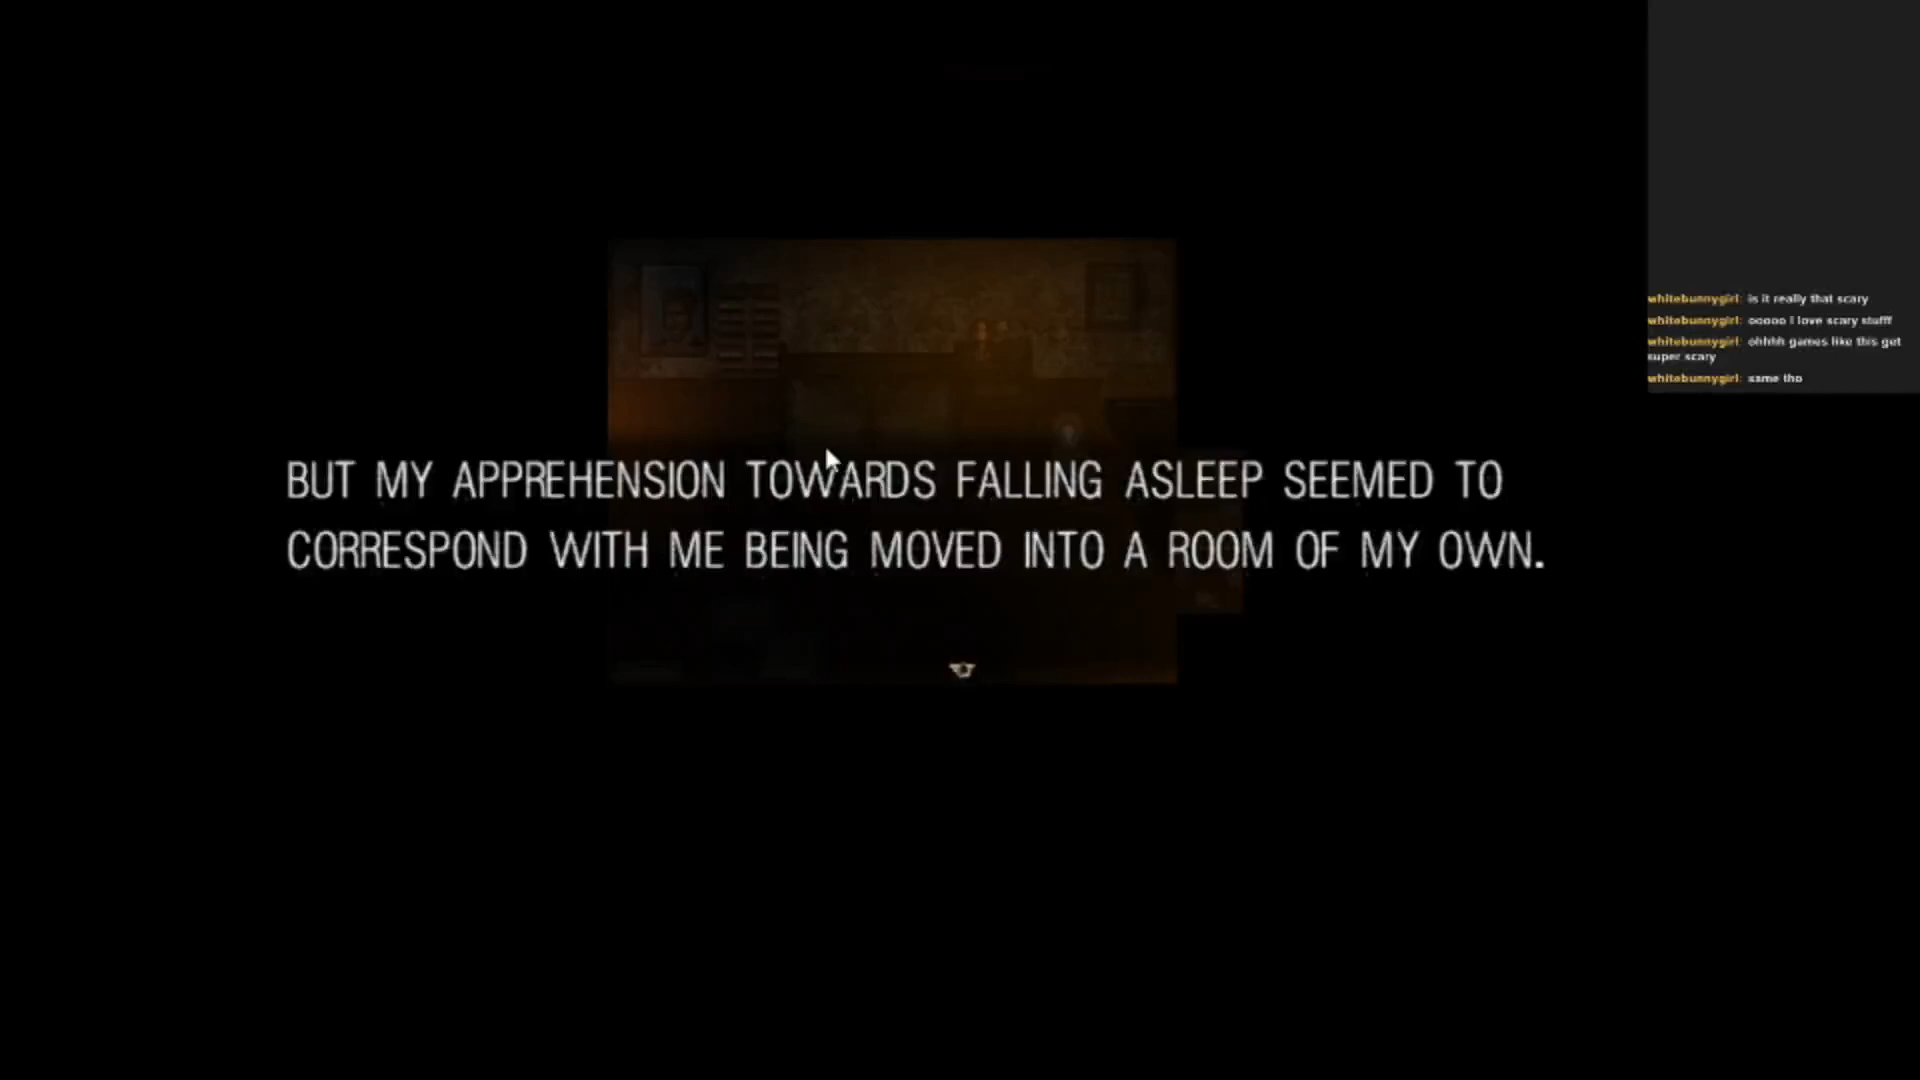 BUT MY APPREHENSION TOWARDS FALLING ASLEEP SEEMED TO
CORRESPOND WITH ME BEING MOVED INTO A ROOM OF MY OWN.
whitebunnygirl: is it really that scary
whitebunnygirl: ooooo I love scary stufff
whitebunnygirl: ohhhh games like this get
super scary
whitebunnygirl: same tho